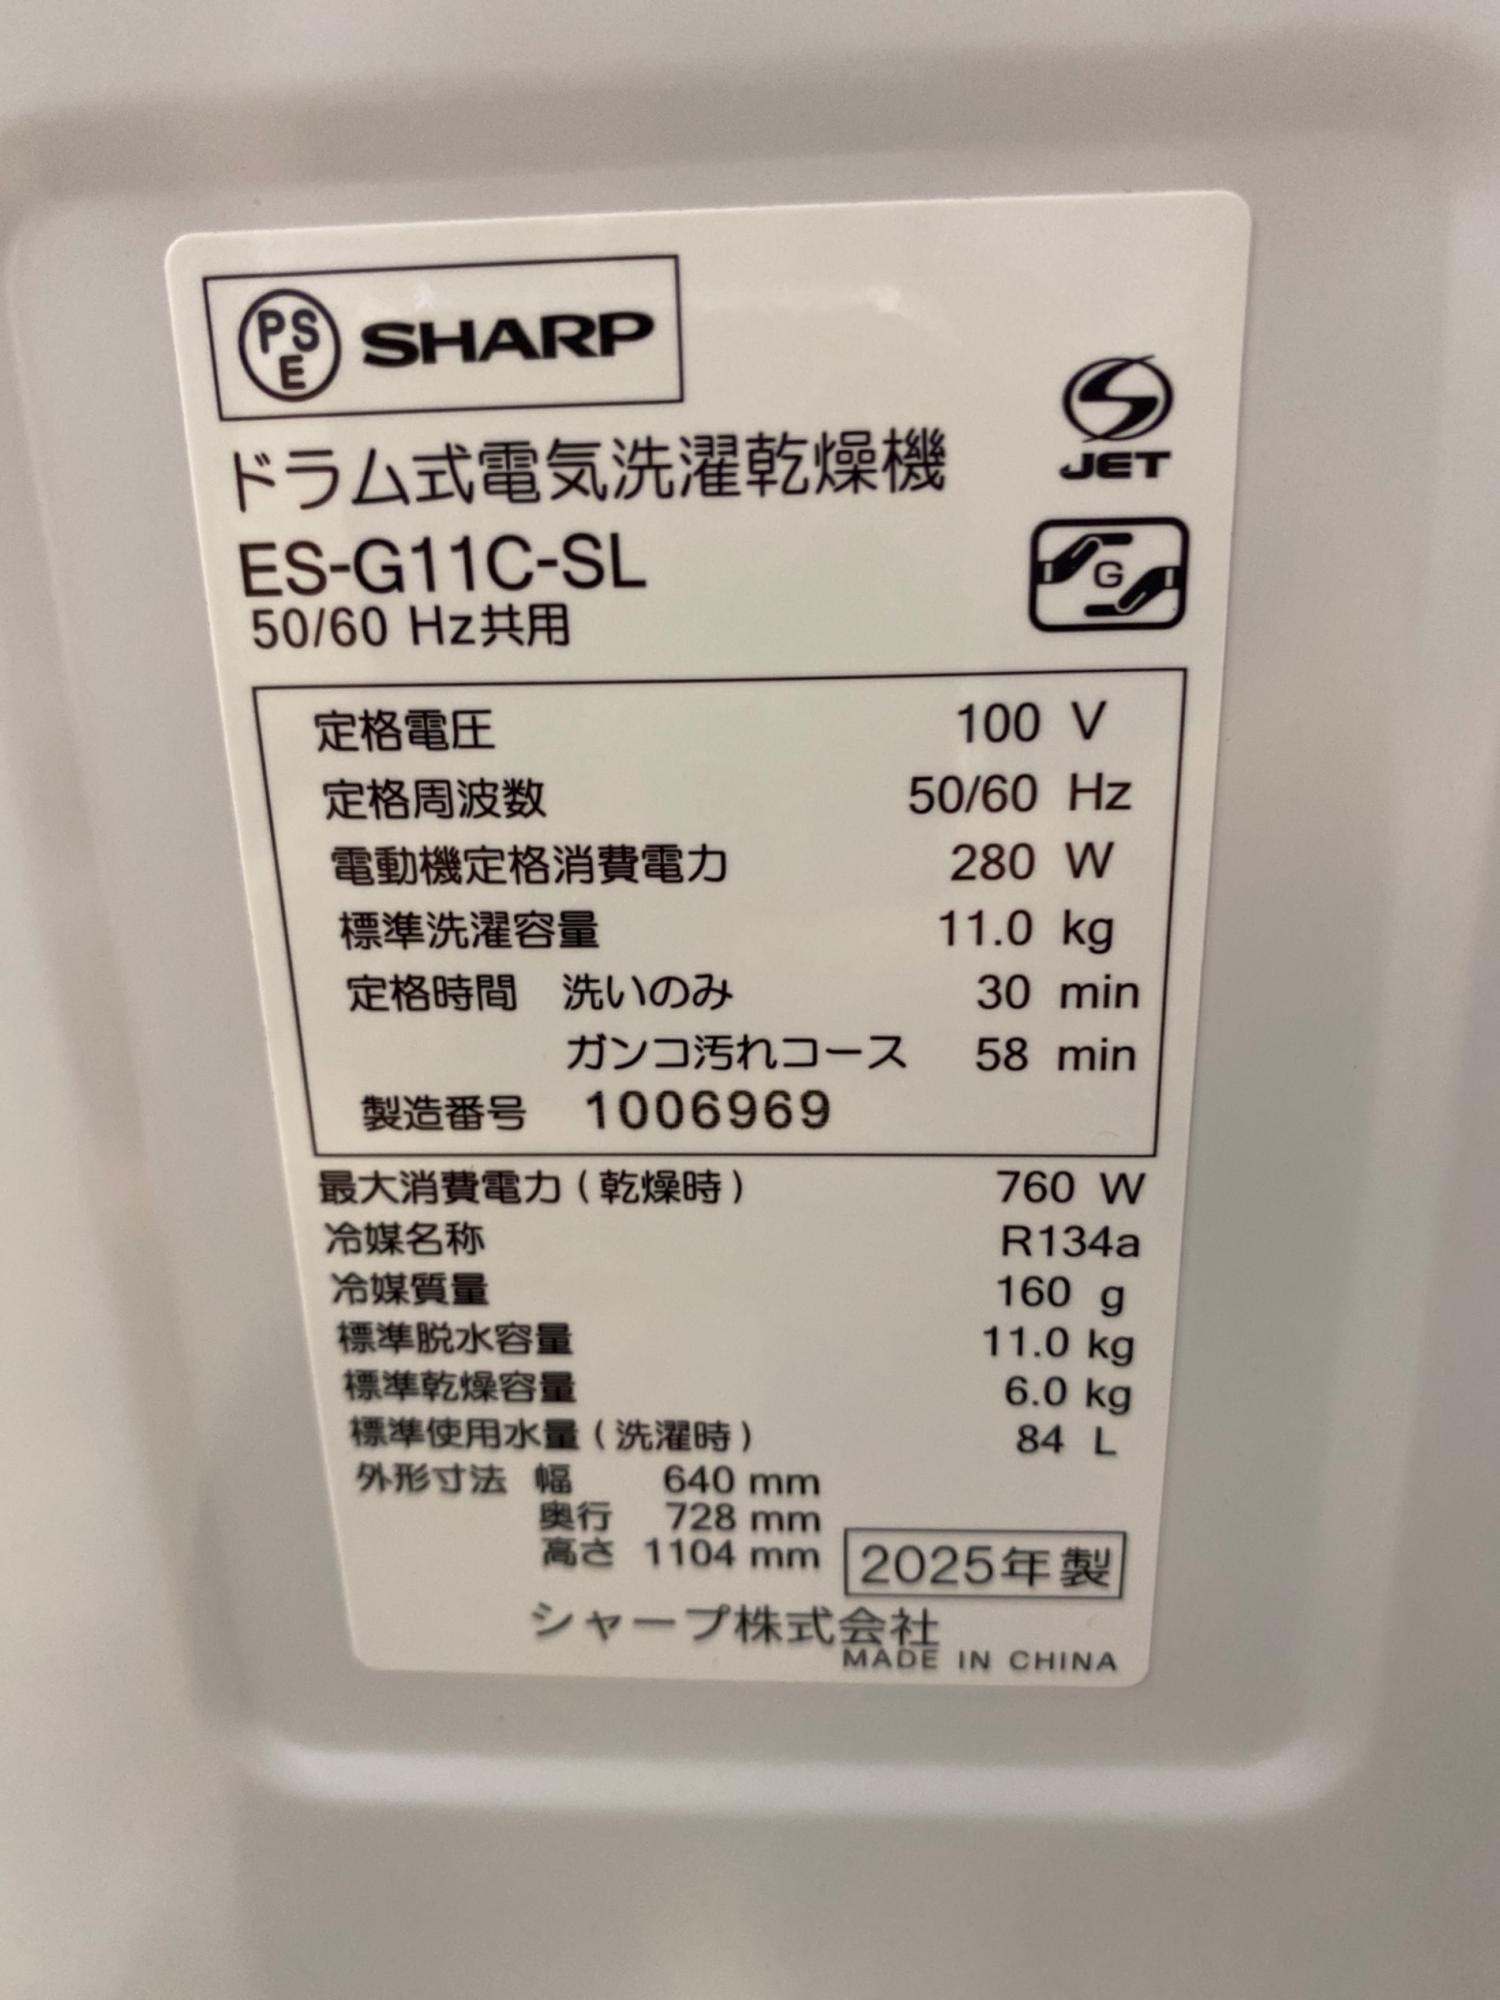 PSE SHARP
JET
ドラム式電気洗濯乾燥機
ES-G11C-SL
G
50/60 Hz共用
定格電圧 100 V
定格周波数 50/60 Hz
電動機定格消費電力 280 W
標準洗濯容量 11.0 kg
定格時間 洗いのみ 30 min
ガンコ汚れコース 58 min
製造番号 1006969
最大消費電力(乾燥時) 760 W
冷媒名称 R134a
冷媒質量 160 g
標準脱水容量 11.0 kg
標準乾燥容量 6.0 kg
標準使用水量(洗濯時) 84 L
外形寸法 幅 640 mm
奥行 728 mm
高さ 1104 mm
2025年製
シャープ株式会社
MADE IN CHINA